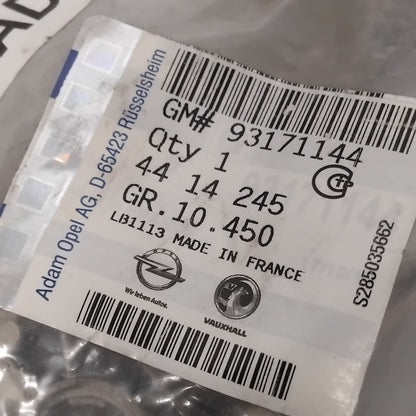 Adam Opel AG, D-65423 Rüsselsheim
GM# 93171144
Qty 1
44 14 245
GR.10.450
LB1113 MADE IN FRANCE
OPEL
Wir leben Autos.
VAUXHALL
S285035662